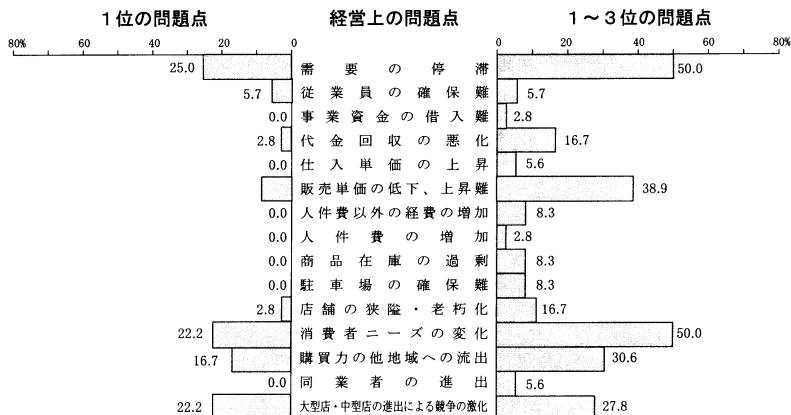 1位の問題点 経営上の問題点 1～3位の問題点
80% 60 40 20 0 0 20 40 60 80%
25.0 需要の停滞 50.0
5.7 従業員の確保難 5.7
0.0 事業資金の借入難 2.8
2.8 代金回収の悪化 16.7
0.0 仕入単価の上昇 5.6
販売単価の低下、上昇難 38.9
0.0 人件費以外の経費の増加 8.3
0.0 人件費の増加 2.8
0.0 商品在庫の過剰 8.3
0.0 駐車場の確保難 8.3
2.8 店舗の狭隘・老朽化 16.7
22.2 消費者ニーズの変化 50.0
16.7 購買力の他地域への流出 30.6
0.0 同業者の進出 5.6
22.2 大型店・中型店の進出による競争の激化 27.8